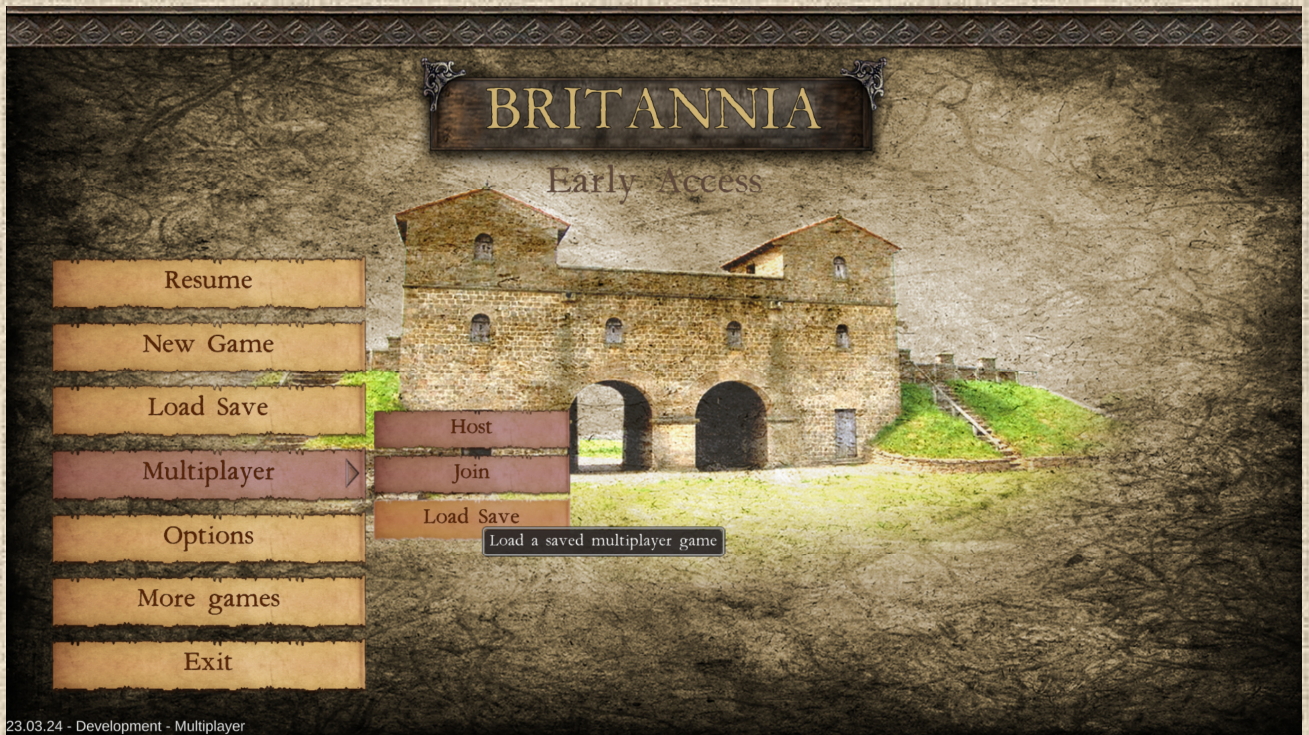 BRITANNIA
Early Access
Resume
New Game
Load Save
Multiplayer
Options
More games
Exit
Host
Join
Load Save
Load a saved multiplayer game
23.03.24 - Development - Multiplayer